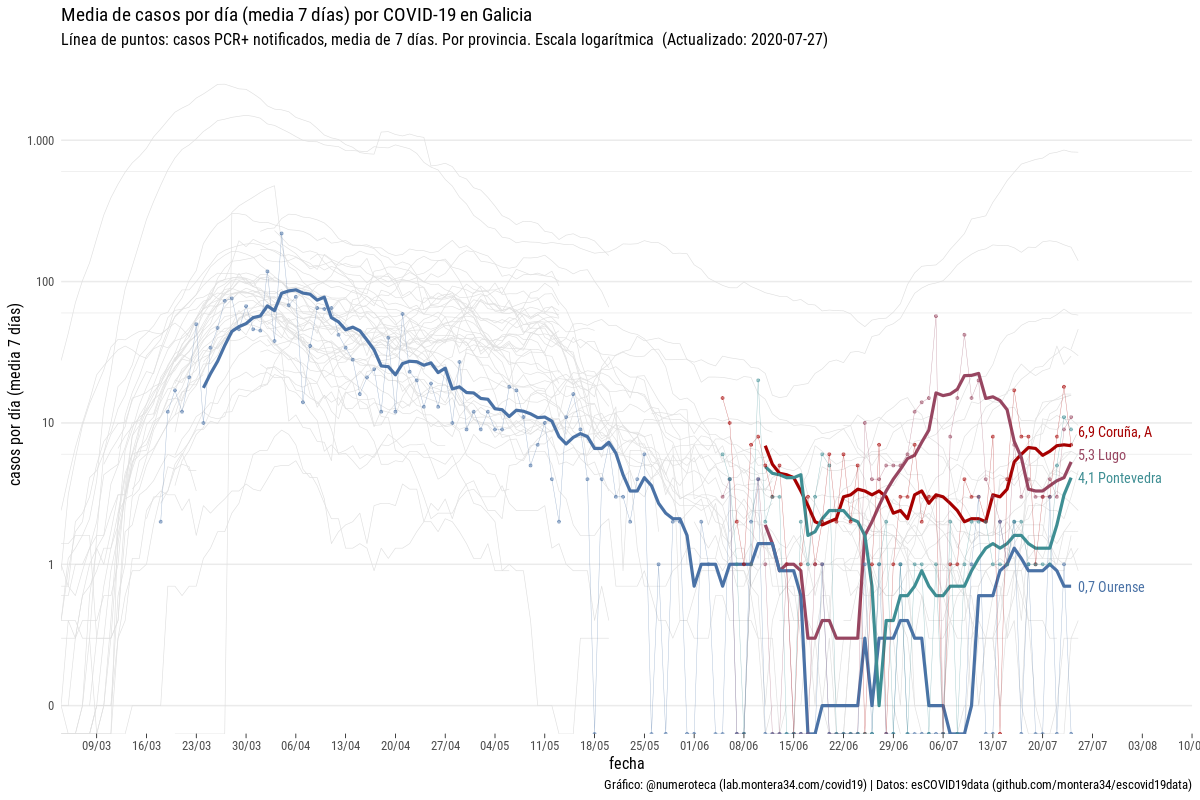 Media de casos por día (media 7 días) por COVID-19 en Galicia
Línea de puntos: casos PCR+ notificados, media de 7 días. Por provincia. Escala logarítmica  (Actualizado: 2020-07-27)
casos por día (media 7 días)
1.000
100
10
1
0
6,9 Coruña, A
5,3 Lugo
4,1 Pontevedra
0,7 Ourense
09/03 16/03 23/03 30/03 06/04 13/04 20/04 27/04 04/05 11/05 18/05 25/05 01/06 08/06 15/06 22/06 29/06 06/07 13/07 20/07 27/07 03/08 10/0
fecha
Gráfico: @numeroteca (lab.montera34.com/covid19) | Datos: esCOVID19data (github.com/montera34/escovid19data)